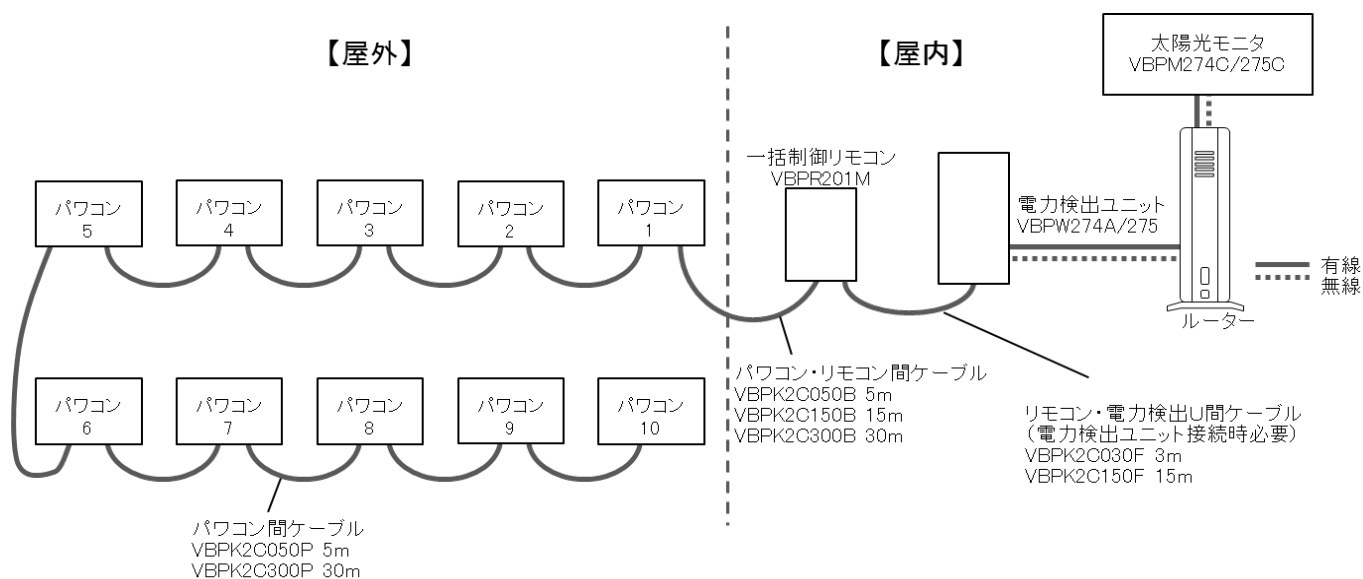 【屋外】
【屋内】
太陽光モニタ
VBPM274C/275C
一括制御リモコン
VBPR201M
電力検出ユニット
VBPW274A/275
有線
無線
ルーター
パワコン
5
パワコン
4
パワコン
3
パワコン
2
パワコン
1
パワコン・リモコン間ケーブル
VBPK2C050B 5m
VBPK2C150B 15m
VBPK2C300B 30m
リモコン・電力検出U間ケーブル
（電力検出ユニット接続時必要）
VBPK2C030F 3m
VBPK2C150F 15m
パワコン
6
パワコン
7
パワコン
8
パワコン
9
パワコン
10
パワコン間ケーブル
VBPK2C050P 5m
VBPK2C300P 30m